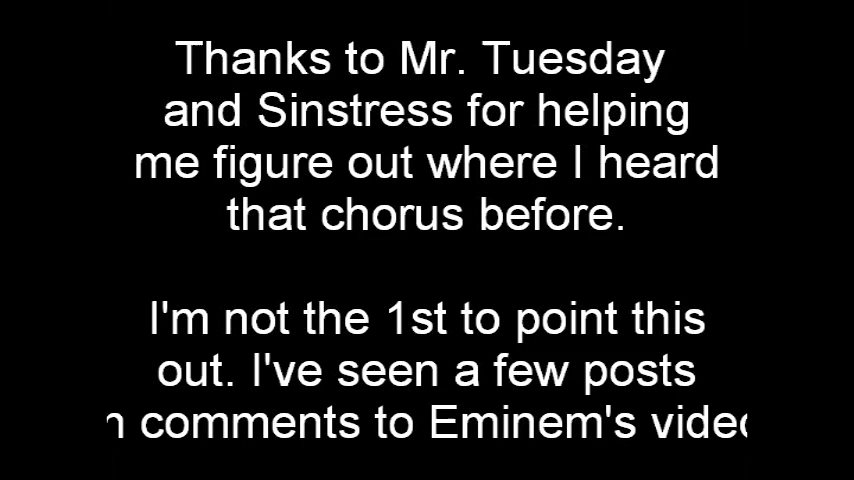 Thanks to Mr. Tuesday
and Sinstress for helping
me figure out where I heard
that chorus before.
I'm not the 1st to point this
out. I've seen a few posts
comments to Eminem's